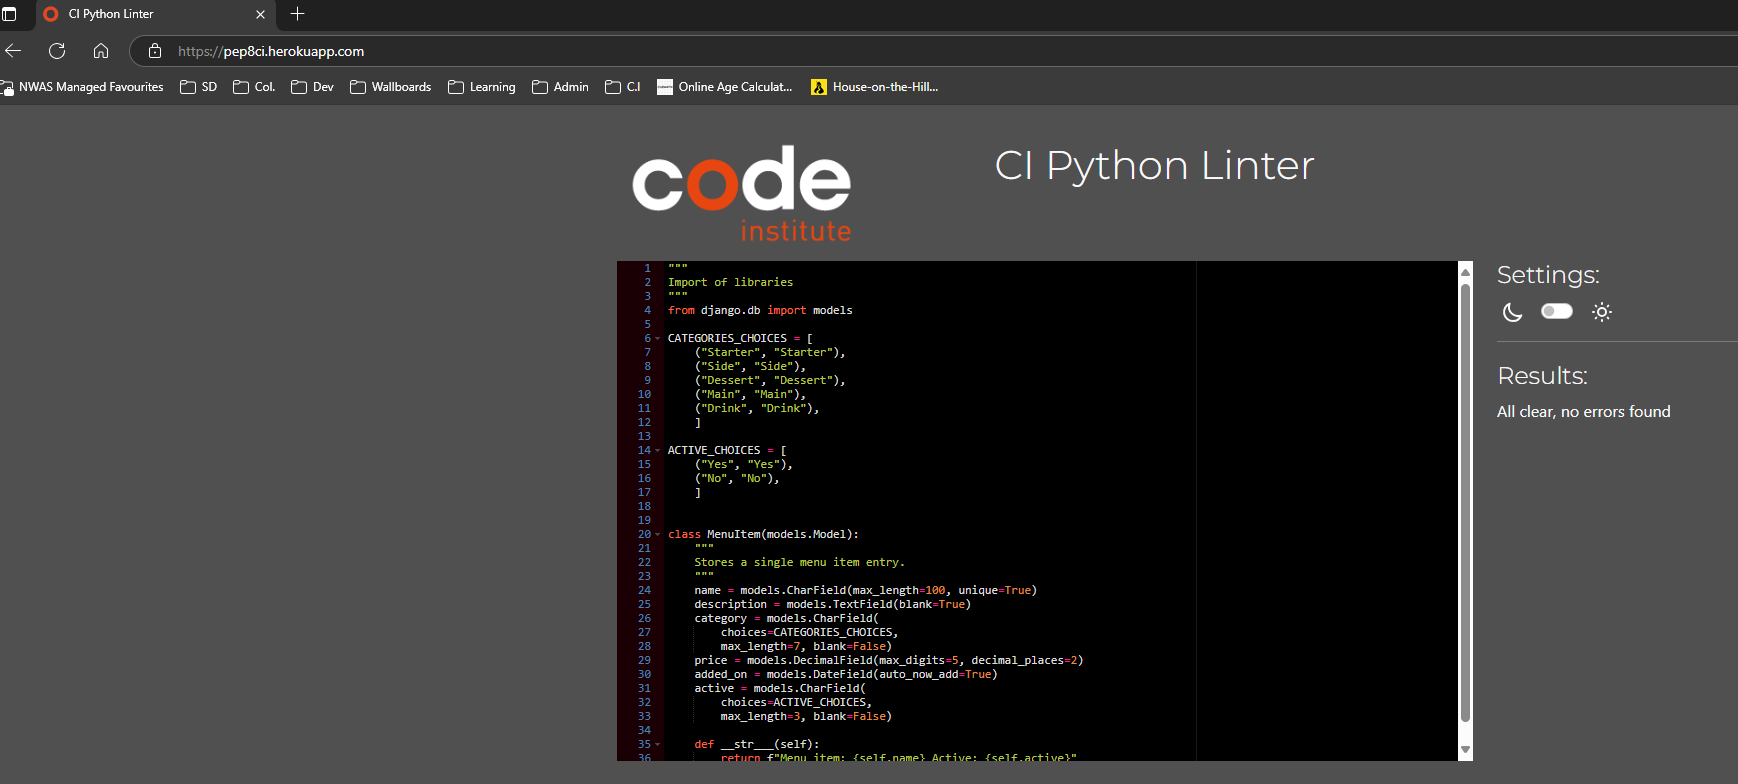 CI Python Linter
https://pep8ci.herokuapp.com
NWAS Managed Favourites SD Col. Dev Wallboards Learning Admin C.I Online Age Calculat... House-on-the-Hill...
code
institute
CI Python Linter
1 """
2 Import of libraries
3 """
4 from django.db import models
5
6 CATEGORIES_CHOICES = [
7     ("Starter", "Starter"),
8     ("Side", "Side"),
9     ("Dessert", "Dessert"),
10     ("Main", "Main"),
11     ("Drink", "Drink"),
12     ]
13
14 ACTIVE_CHOICES = [
15     ("Yes", "Yes"),
16     ("No", "No"),
17     ]
18
19
20 class MenuItem(models.Model):
21     """
22     Stores a single menu item entry.
23     """
24     name = models.CharField(max_length=100, unique=True)
25     description = models.TextField(blank=True)
26     category = models.CharField(
27         choices=CATEGORIES_CHOICES,
28         max_length=7, blank=False)
29     price = models.DecimalField(max_digits=5, decimal_places=2)
30     added_on = models.DateField(auto_now_add=True)
31     active = models.CharField(
32         choices=ACTIVE_CHOICES,
33         max_length=3, blank=False)
34
35     def __str__(self):
36         return f"Menu item: {self.name} Active: {self.active}"
Settings:
Results:
All clear, no errors found